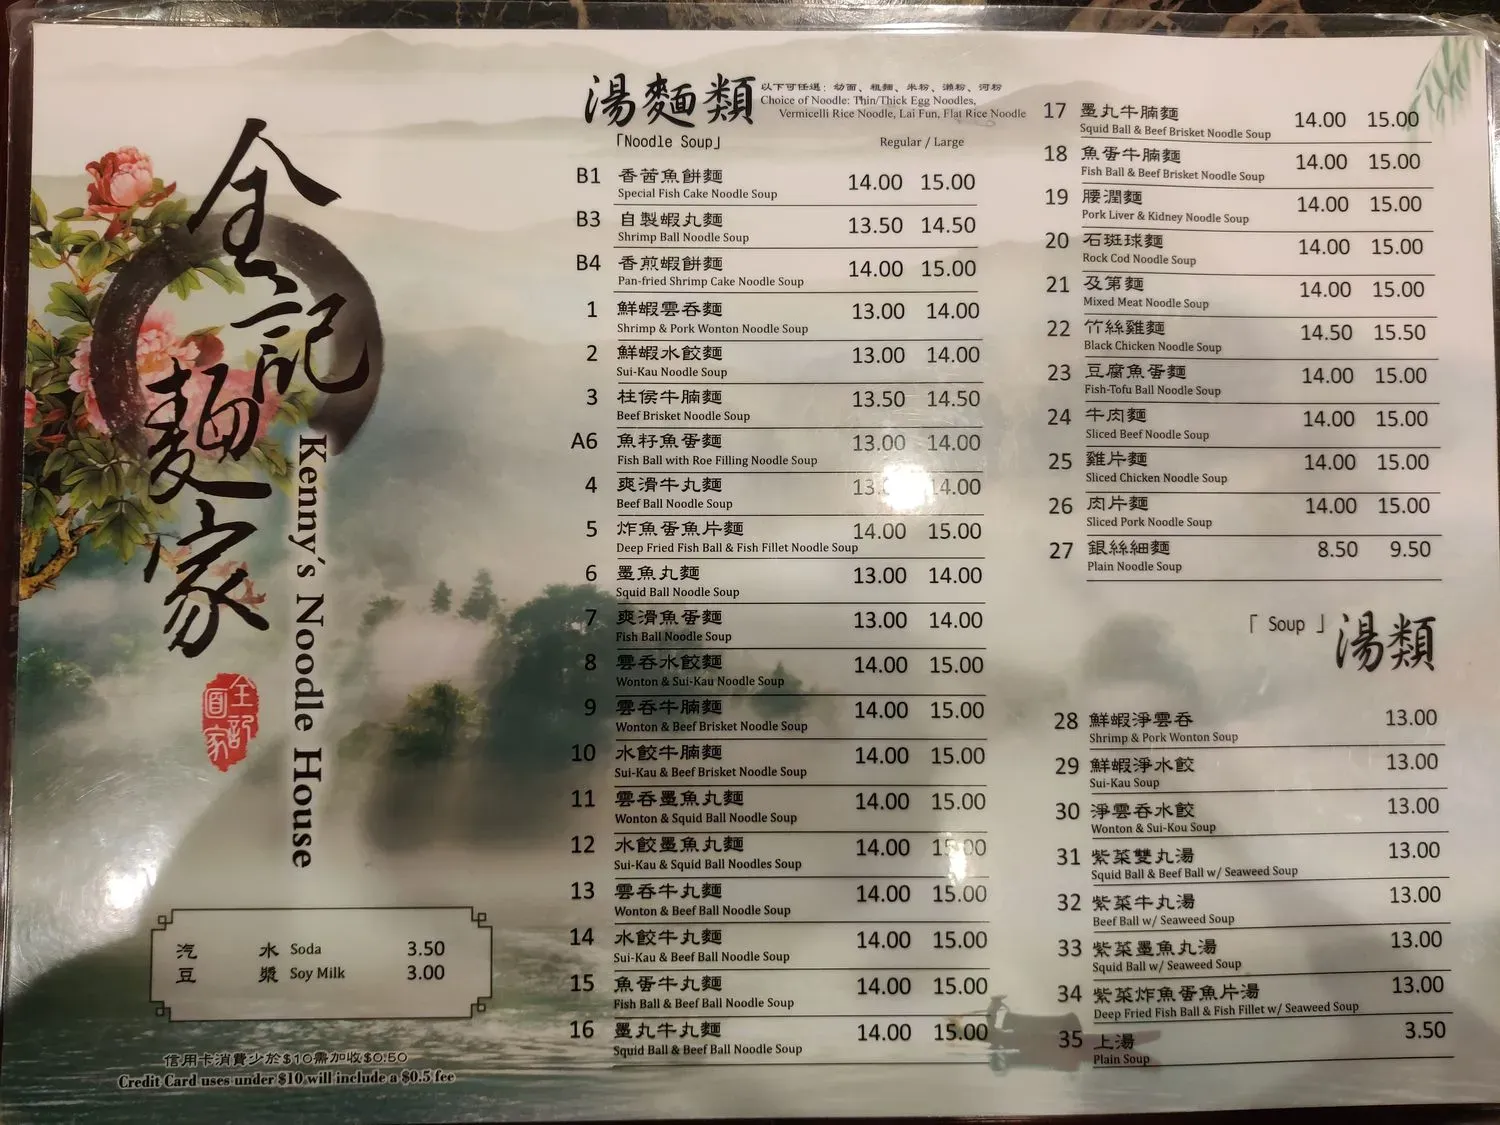 全記麵家
Kenny's Noodle House
全記麵家
汽水 Soda 3.50
豆漿 Soy Milk 3.00
信用卡消費少於$10需加收$0.50
Credit Card uses under $10 will include a $0.5 fee
湯麵類
以下可任選：幼面、粗麵、米粉、瀨粉、河粉
Choice of Noodle: Thin/Thick Egg Noodles,
Vermicelli Rice Noodle, Lai Fun, Flat Rice Noodle
「Noodle Soup」
Regular / Large
B1 香茜魚餅麵 14.00 15.00
Special Fish Cake Noodle Soup
B3 自製蝦丸麵 13.50 14.50
Shrimp Ball Noodle Soup
B4 香煎蝦餅麵 14.00 15.00
Pan-fried Shrimp Cake Noodle Soup
1 鮮蝦雲吞麵 13.00 14.00
Shrimp & Pork Wonton Noodle Soup
2 鮮蝦水餃麵 13.00 14.00
Sui-Kau Noodle Soup
3 柱侯牛腩麵 13.50 14.50
Beef Brisket Noodle Soup
A6 魚籽魚蛋麵 13.00 14.00
Fish Ball with Roe Filling Noodle Soup
4 爽滑牛丸麵 14.00
Beef Ball Noodle Soup
5 炸魚蛋魚片麵 14.00 15.00
Deep Fried Fish Ball & Fish Fillet Noodle Soup
6 墨魚丸麵 13.00 14.00
Squid Ball Noodle Soup
7 爽滑魚蛋麵 13.00 14.00
Fish Ball Noodle Soup
8 雲吞水餃麵 14.00 15.00
Wonton & Sui-Kau Noodle Soup
9 雲吞牛腩麵 14.00 15.00
Wonton & Beef Brisket Noodle Soup
10 水餃牛腩麵 14.00 15.00
Sui-Kau & Beef Brisket Noodle Soup
11 雲吞墨魚丸麵 14.00 15.00
Wonton & Squid Ball Noodle Soup
12 水餃墨魚丸麵 14.00 15.00
Sui-Kau & Squid Ball Noodles Soup
13 雲吞牛丸麵 14.00 15.00
Wonton & Beef Ball Noodle Soup
14 水餃牛丸麵 14.00 15.00
Sui-Kau & Beef Ball Noodle Soup
15 魚蛋牛丸麵 14.00 15.00
Fish Ball & Beef Ball Noodle Soup
16 墨丸牛丸麵 14.00 15.00
Squid Ball & Beef Ball Noodle Soup
17 墨丸牛腩麵 14.00 15.00
Squid Ball & Beef Brisket Noodle Soup
18 魚蛋牛腩麵 14.00 15.00
Fish Ball & Beef Brisket Noodle Soup
19 腰潤麵 14.00 15.00
Pork Liver & Kidney Noodle Soup
20 石斑球麵 14.00 15.00
Rock Cod Noodle Soup
21 及第麵 14.00 15.00
Mixed Meat Noodle Soup
22 竹絲雞麵 14.50 15.50
Black Chicken Noodle Soup
23 豆腐魚蛋麵 14.00 15.00
Fish-Tofu Ball Noodle Soup
24 牛肉麵 14.00 15.00
Sliced Beef Noodle Soup
25 雞片麵 14.00 15.00
Sliced Chicken Noodle Soup
26 肉片麵 14.00 15.00
Sliced Pork Noodle Soup
27 銀絲細麵 8.50 9.50
Plain Noodle Soup
「 Soup 」 湯類
28 鮮蝦淨雲吞 13.00
Shrimp & Pork Wonton Soup
29 鮮蝦淨水餃 13.00
Sui-Kau Soup
30 淨雲吞水餃 13.00
Wonton & Sui-Kou Soup
31 紫菜雙丸湯 13.00
Squid Ball & Beef Ball w/ Seaweed Soup
32 紫菜牛丸湯 13.00
Beef Ball w/ Seaweed Soup
33 紫菜墨魚丸湯 13.00
Squid Ball w/ Seaweed Soup
34 紫菜炸魚蛋魚片湯 13.00
Deep Fried Fish Ball & Fish Fillet w/ Seaweed Soup
35 上湯 3.50
Plain Soup